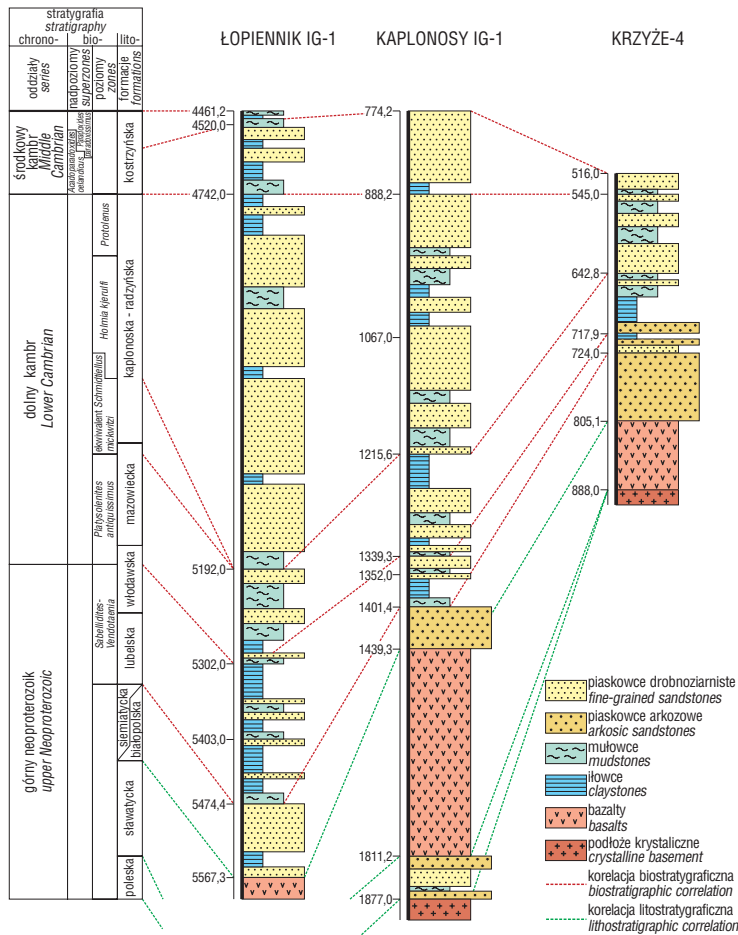 stratygrafia
stratigraphy
chrono-
bio-
lito-
oddziały
series
nadpoziomy
superzones
poziomy
zones
formacje
formations
ŁOPIENNIK IG-1
KAPLONOSY IG-1
KRZYŻE-4
środkowy
kambr
Middle
Cambrian
Acadoparadoxides
oelandicus
Paradoxides
paradoxissimus
kostrzyńska
dolny kambr
Lower Cambrian
Protolenus
Holmia kjerulfi
ekwiwalent Schmidtiellus
mickwitzi
Platysolenites
antiquissimus
kaplonoska - radzyńska
mazowiecka
górny neoproterozoik
upper Neoproterozoic
Sabellidites-
Vendotaenia
włodawska
lubelska
siemiatycka
białopolska
sławatycka
poleska
4461,2
4520,0
4742,0
5192,0
5302,0
5403,0
5474,4
5567,3
774,2
888,2
1067,0
1215,6
1339,3
1352,0
1401,4
1439,3
1811,2
1877,0
516,0
545,0
642,8
717,9
724,0
805,1
888,0
piaskowce drobnoziarniste
fine-grained sandstones
piaskowce arkozowe
arkosic sandstones
mułowce
mudstones
iłowce
claystones
bazalty
basalts
podłoże krystaliczne
crystalline basement
korelacja biostratygraficzna
biostratigraphic correlation
korelacja litostratygraficzna
lithostratigraphic correlation